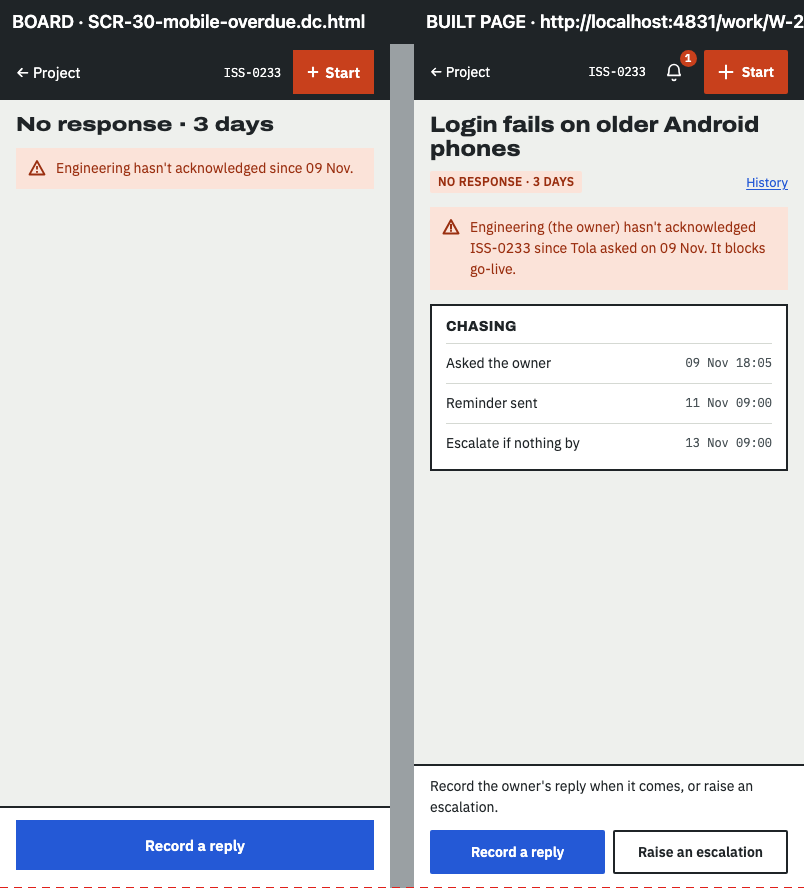 BOARD · SCR-30-mobile-overdue.dc.html
← Project
ISS-0233
+ Start
No response · 3 days
Engineering hasn't acknowledged since 09 Nov.
Record a reply
BUILT PAGE · http://localhost:4831/work/W-2
← Project
ISS-0233
1
+ Start
Login fails on older Android
phones
NO RESPONSE · 3 DAYS
History
Engineering (the owner) hasn't acknowledged
ISS-0233 since Tola asked on 09 Nov. It blocks
go-live.
CHASING
Asked the owner
09 Nov 18:05
Reminder sent
11 Nov 09:00
Escalate if nothing by
13 Nov 09:00
Record the owner's reply when it comes, or raise an
escalation.
Record a reply
Raise an escalation